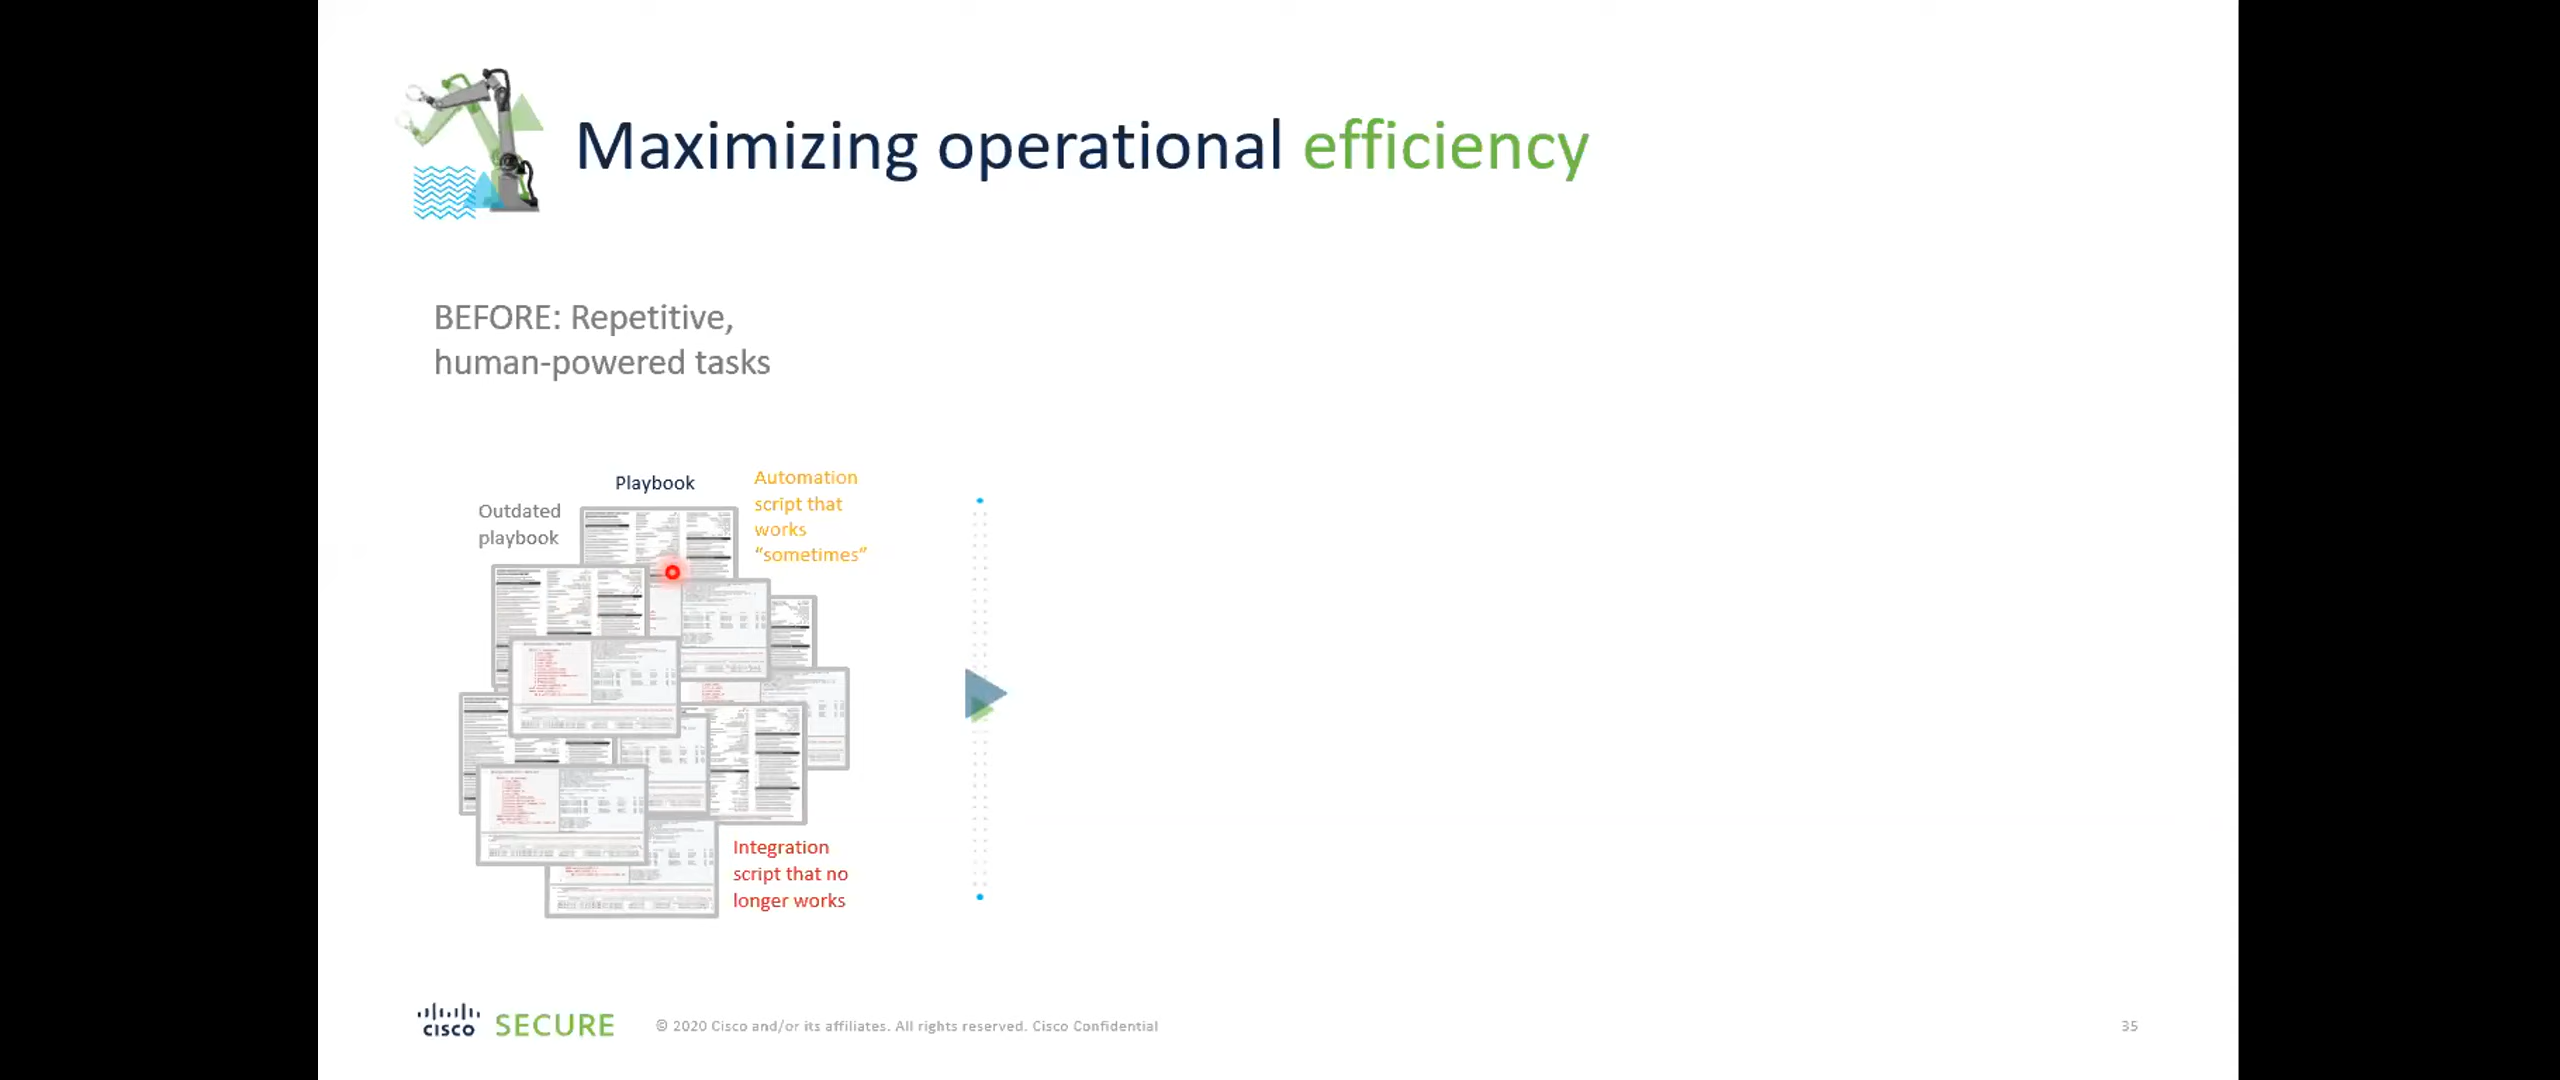 Maximizing operational efficiency
BEFORE: Repetitive,
human-powered tasks
Playbook
Outdated
playbook
Automation
script that
works
“sometimes”
Integration
script that no
longer works
CISCO SECURE
© 2020 Cisco and/or its affiliates. All rights reserved. Cisco Confidential
35